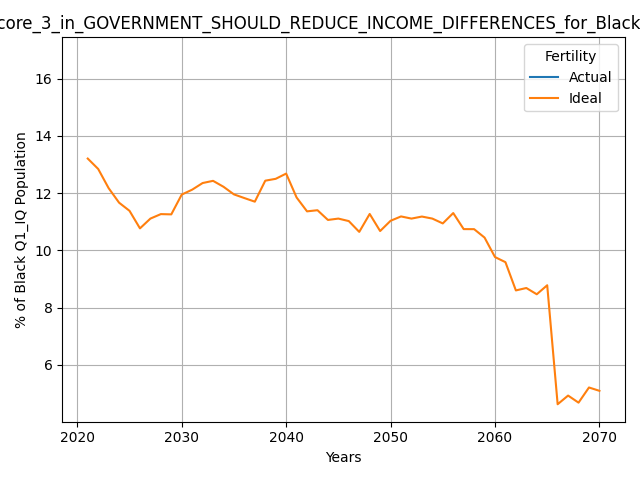 core_3_in_GOVERNMENT_SHOULD_REDUCE_INCOME_DIFFERENCES_for_Black
Fertility
Actual
Ideal
% of Black Q1_IQ Population
16
14
12
10
8
6
2020 2030 2040 2050 2060 2070
Years